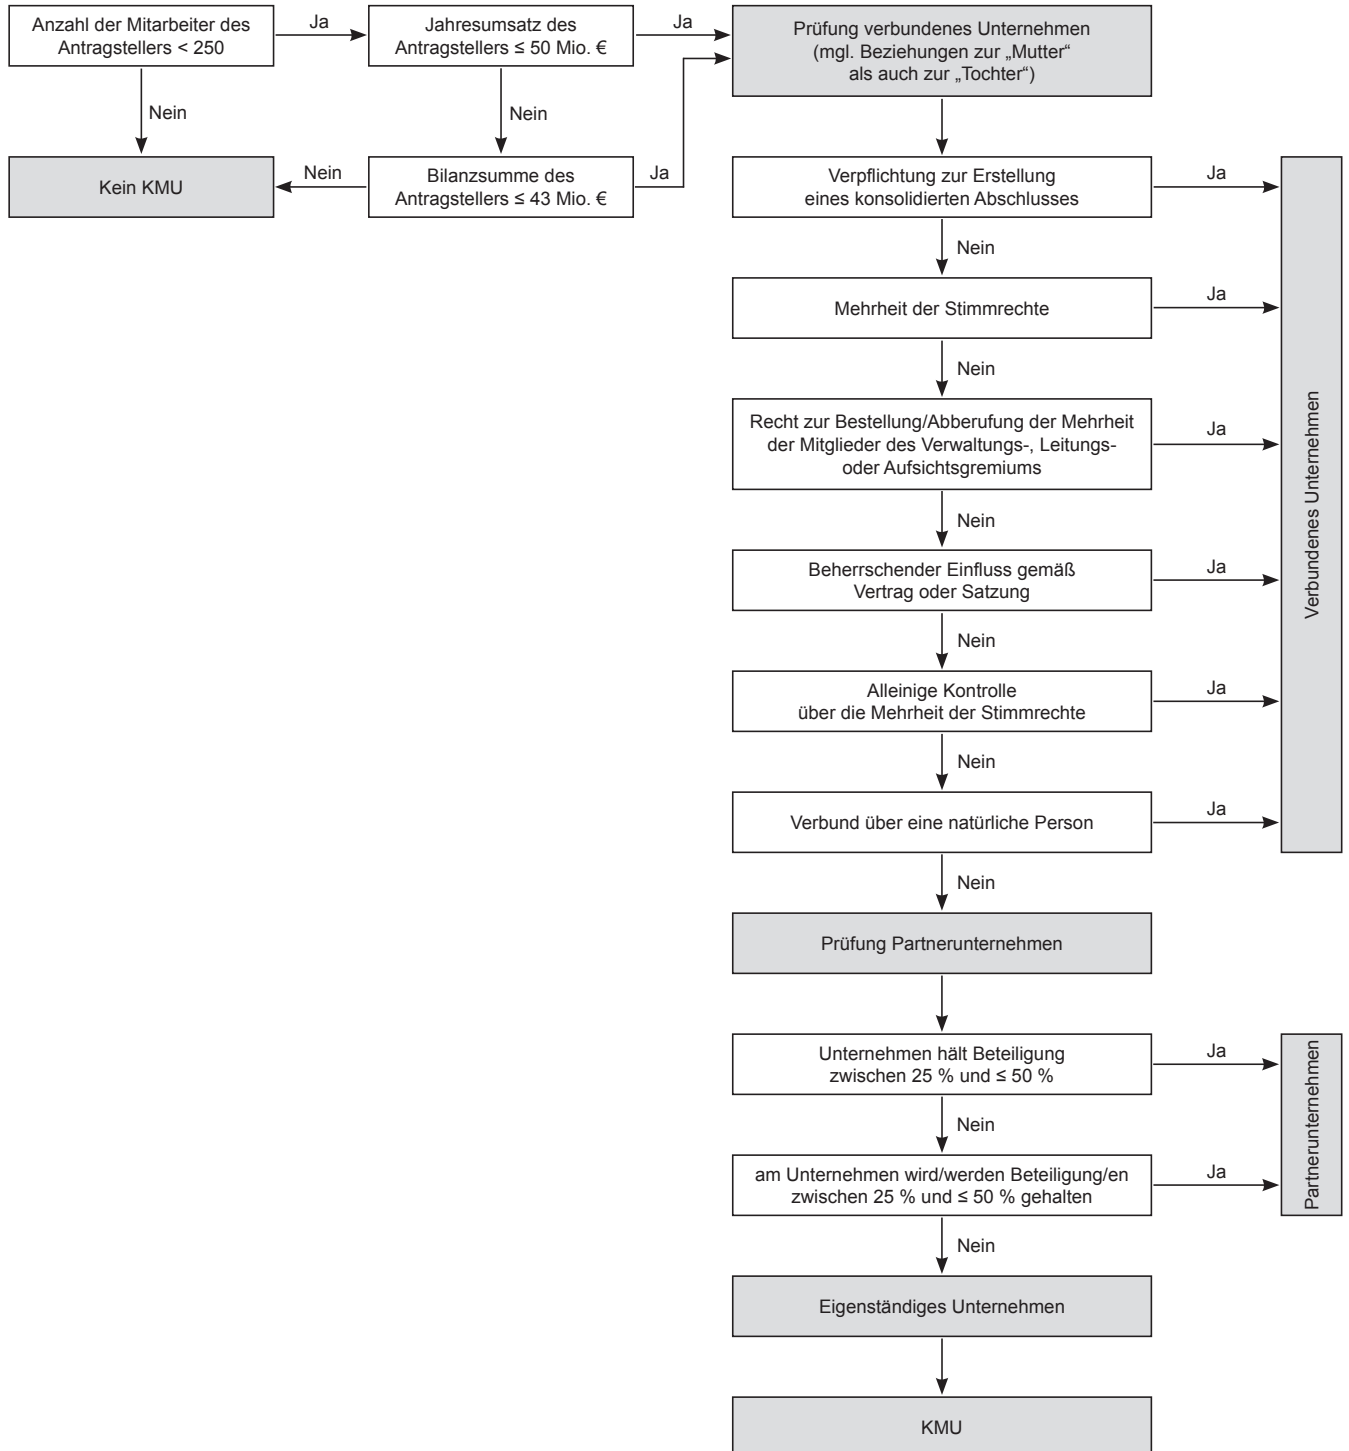 Anzahl der Mitarbeiter des
Antragstellers < 250
Ja
Jahresumsatz des
Antragstellers ≤ 50 Mio. €
Ja
Prüfung verbundenes Unternehmen
(mgl. Beziehungen zur „Mutter“
als auch zur „Tochter“)
Nein
Nein
Kein KMU
Nein
Bilanzsumme des
Antragstellers ≤ 43 Mio. €
Ja
Verpflichtung zur Erstellung
eines konsolidierten Abschlusses
Ja
Nein
Mehrheit der Stimmrechte
Ja
Nein
Recht zur Bestellung/Abberufung der Mehrheit
der Mitglieder des Verwaltungs-, Leitungs-
oder Aufsichtsgremiums
Ja
Nein
Beherrschender Einfluss gemäß
Vertrag oder Satzung
Ja
Nein
Alleinige Kontrolle
über die Mehrheit der Stimmrechte
Ja
Nein
Verbund über eine natürliche Person
Ja
Verbundenes Unternehmen
Nein
Prüfung Partnerunternehmen
Unternehmen hält Beteiligung
zwischen 25 % und ≤ 50 %
Ja
Nein
am Unternehmen wird/werden Beteiligung/en
zwischen 25 % und ≤ 50 % gehalten
Ja
Partnerunternehmen
Nein
Eigenständiges Unternehmen
KMU